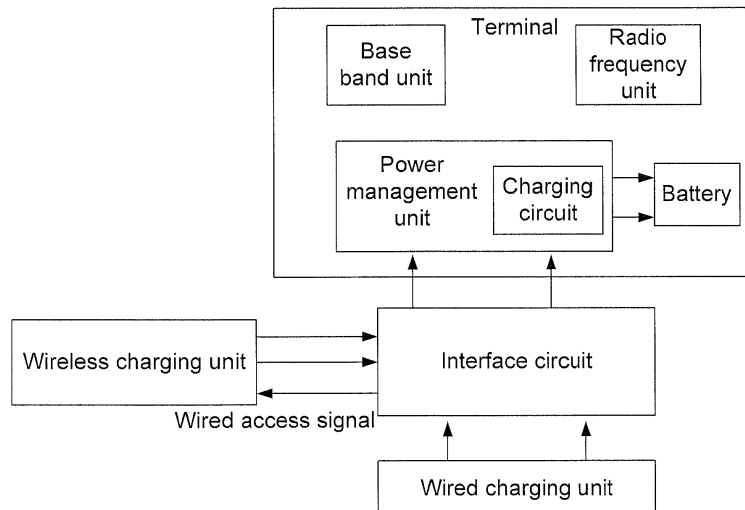 Terminal
Base
band unit
Radio
frequency
unit
Power
management
unit
Charging
circuit
Battery
Wireless charging unit
Interface circuit
Wired access signal
Wired charging unit